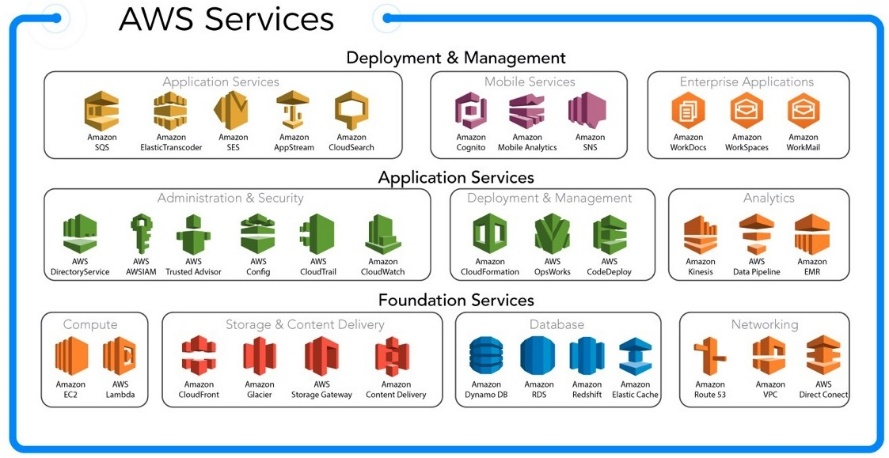 AWS Services
Deployment & Management
Application Services
Amazon
SQS
Amazon
ElasticTranscoder
Amazon
SES
Amazon
AppStream
Amazon
CloudSearch
Mobile Services
Amazon
Cognito
Amazon
Mobile Analytics
Amazon
SNS
Enterprise Applications
Amazon
WorkDocs
Amazon
WorkSpaces
Amazon
WorkMail
Application Services
Administration & Security
AWS
DirectoryService
AWS
AWSIAM
AWS
Trusted Advisor
AWS
Config
AWS
CloudTrail
Amazon
CloudWatch
Deployment & Management
Amazon
CloudFormation
AWS
OpsWorks
AWS
CodeDeploy
Analytics
Amazon
Kinesis
AWS
Data Pipeline
Amazon
EMR
Foundation Services
Compute
Amazon
EC2
AWS
Lambda
Storage & Content Delivery
Amazon
CloudFront
Amazon
Glacier
AWS
Storage Gateway
Amazon
Content Delivery
Database
Amazon
Dynamo DB
Amazon
RDS
Amazon
Redshift
Amazon
Elastic Cache
Networking
Amazon
Route 53
Amazon
VPC
AWS
Direct Conect